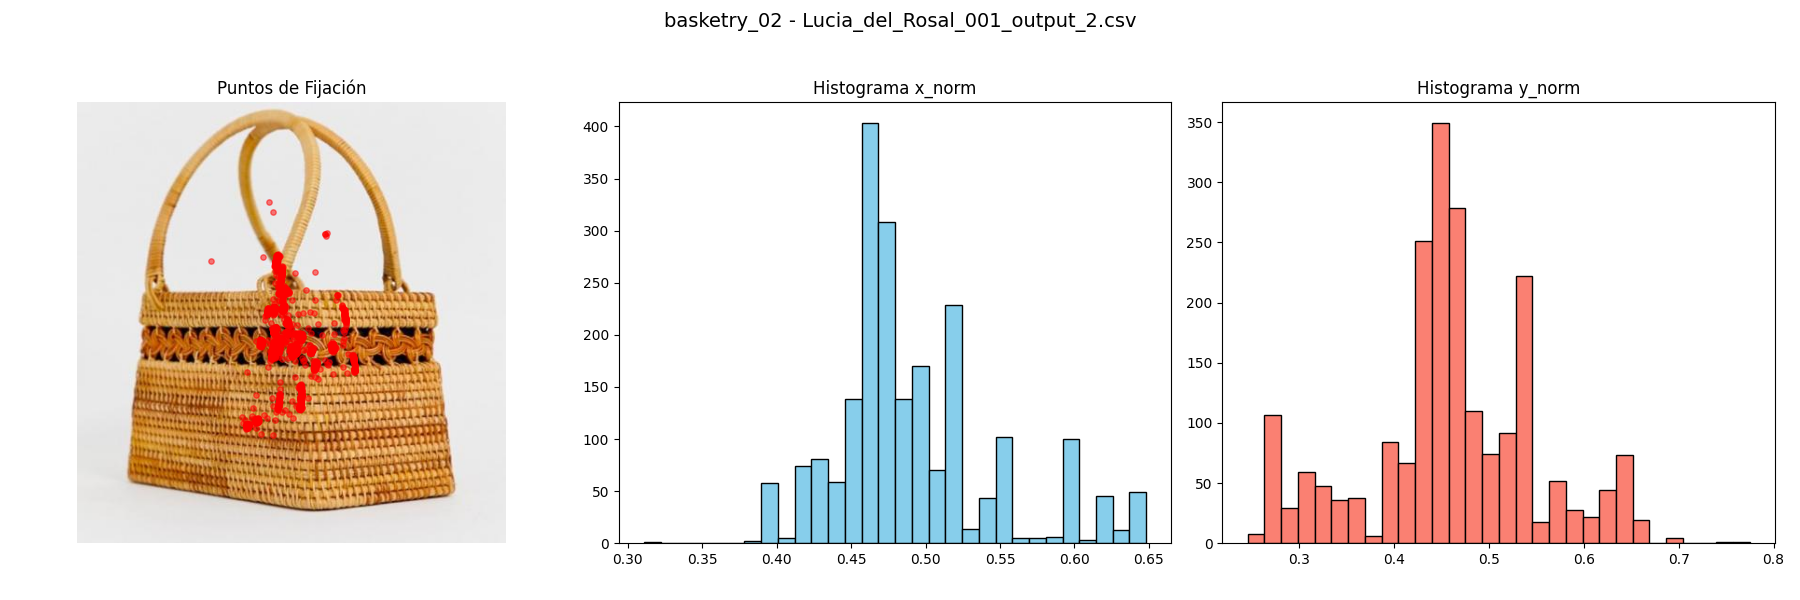 basketry_02 - Lucia_del_Rosal_001_output_2.csv
Puntos de Fijación
Histograma x_norm
400
350
300
250
200
150
100
50
0
0.30 0.35 0.40 0.45 0.50 0.55 0.60 0.65
Histograma y_norm
350
300
250
200
150
100
50
0
0.3 0.4 0.5 0.6 0.7 0.8